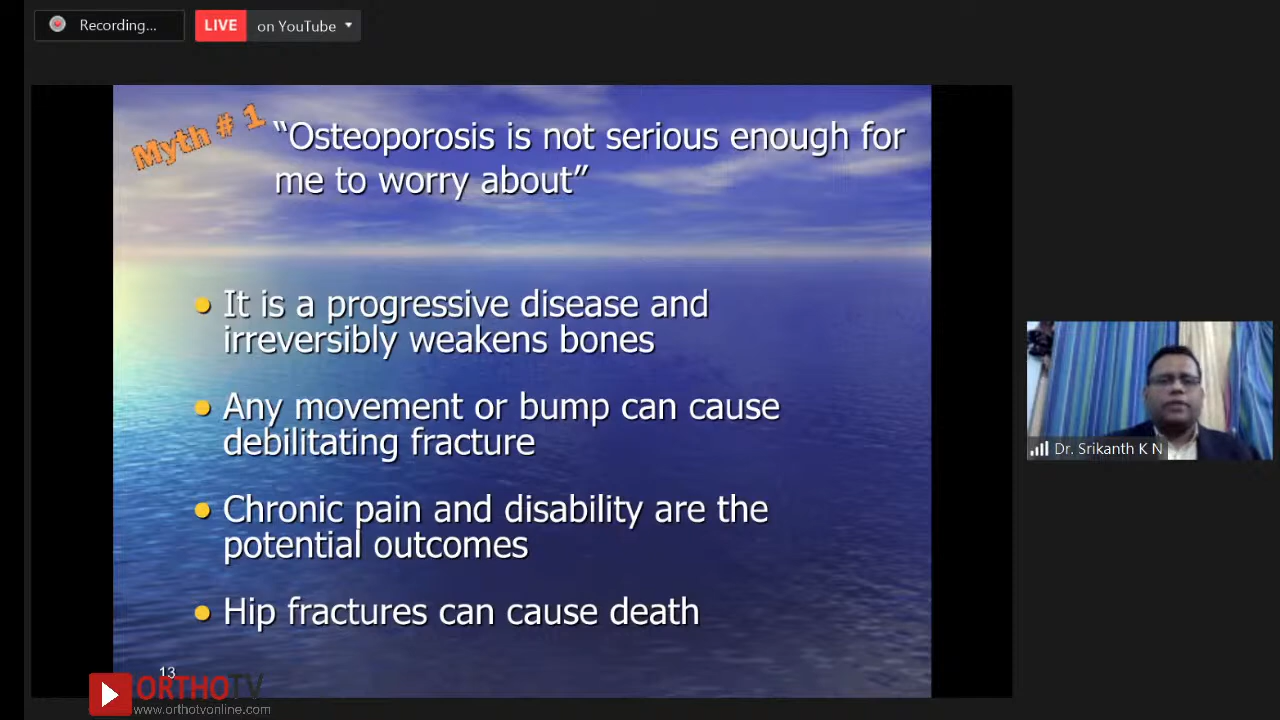 Recording...
LIVE on YouTube
Myth # 1
“Osteoporosis is not serious enough for
me to worry about”
It is a progressive disease and
irreversibly weakens bones
Any movement or bump can cause
debilitating fracture
Chronic pain and disability are the
potential outcomes
Hip fractures can cause death
Dr. Srikanth K N
13
ORTHOTV
www.orthotvonline.com